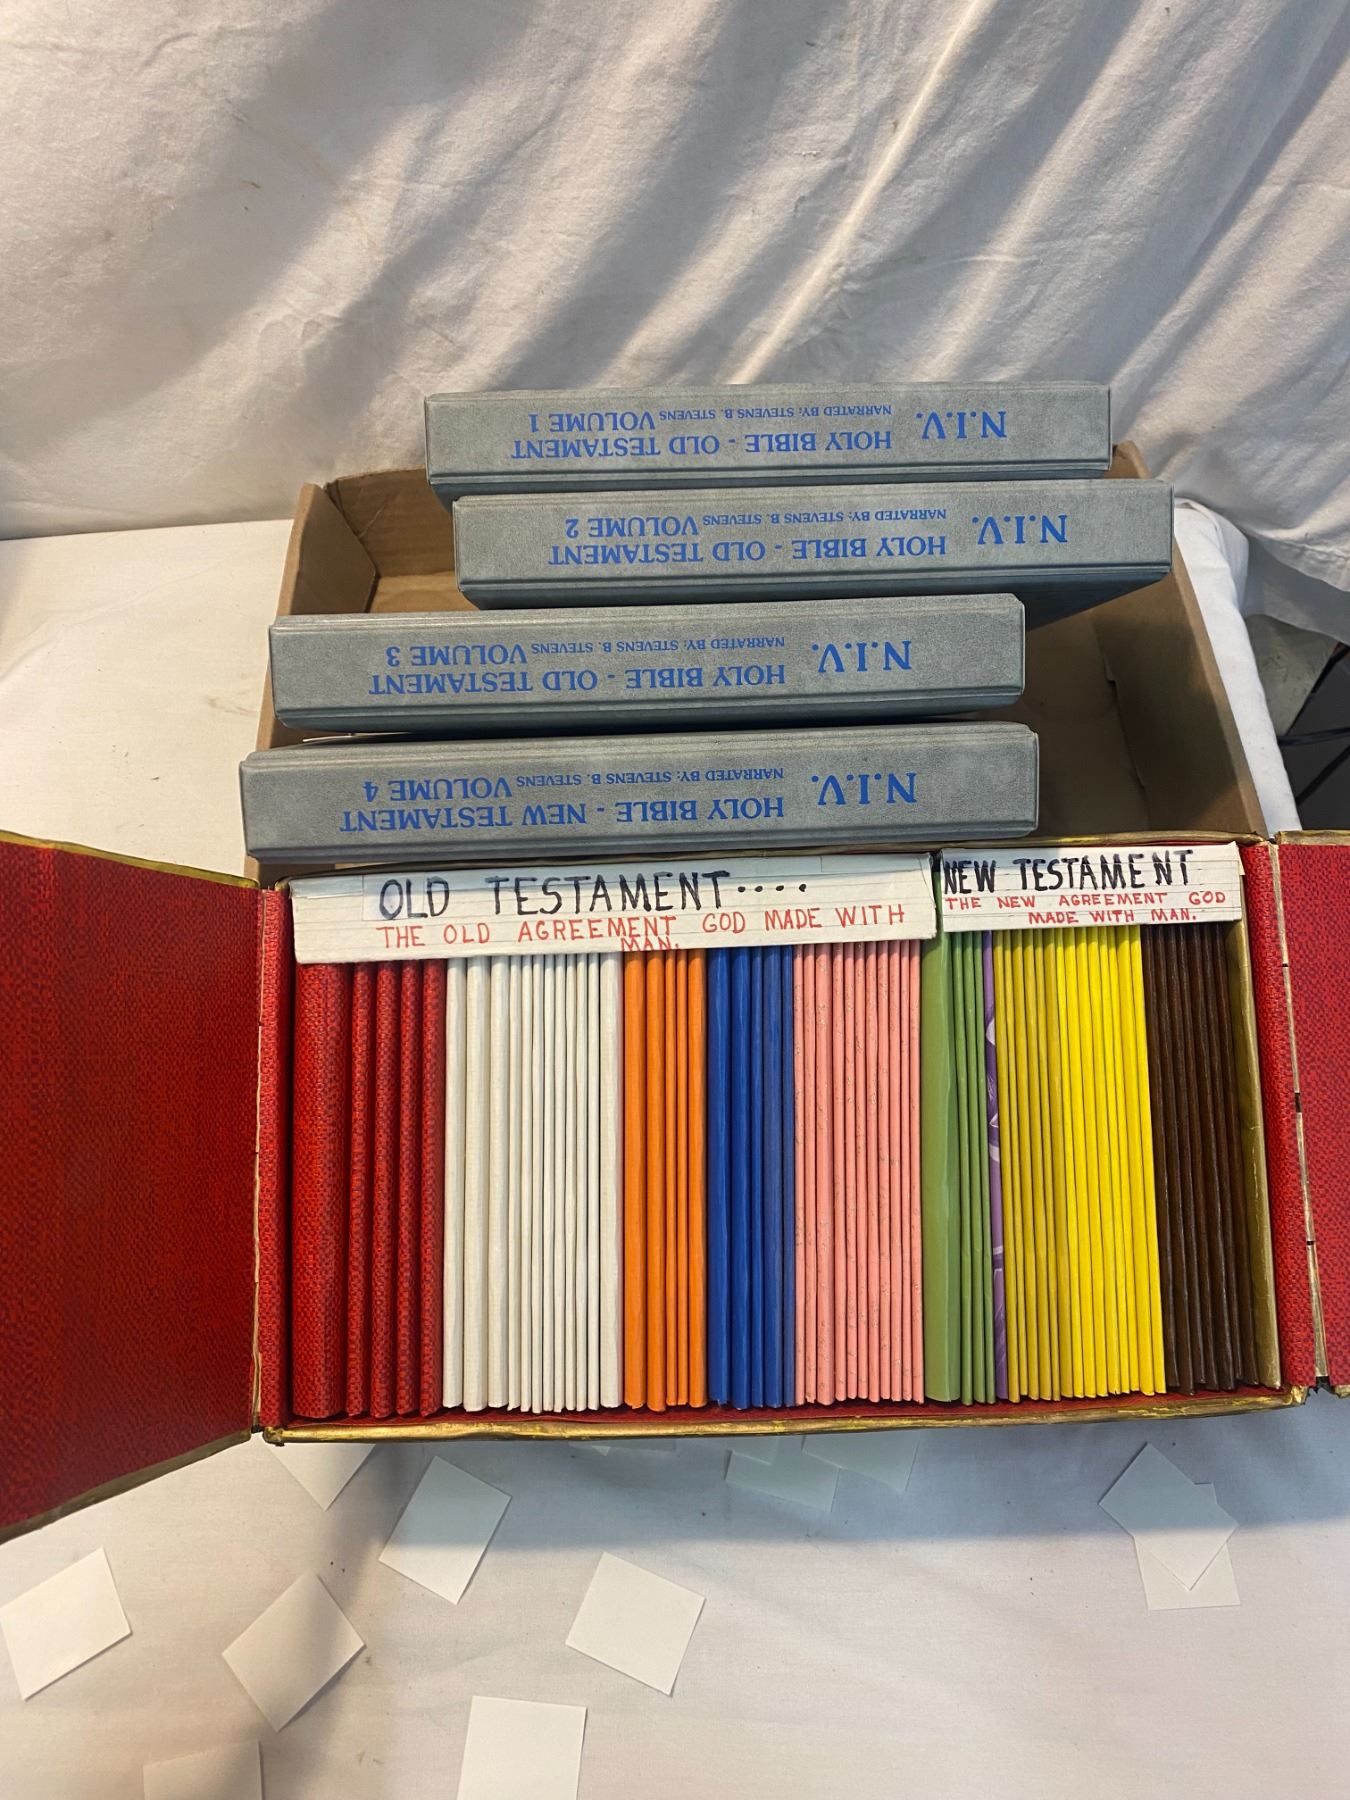 N.I.V.
HOLY BIBLE - OLD TESTAMENT
NARRATED BY: STEVENS B. STEVENS VOLUME 1
N.I.V.
HOLY BIBLE - OLD TESTAMENT
NARRATED BY: STEVENS B. STEVENS VOLUME 2
N.I.V.
HOLY BIBLE - OLD TESTAMENT
NARRATED BY: STEVENS B. STEVENS VOLUME 3
N.I.V.
HOLY BIBLE - NEW TESTAMENT
NARRATED BY: STEVENS B. STEVENS VOLUME 4
OLD TESTAMENT....
THE OLD AGREEMENT GOD MADE WITH
MAN.
NEW TESTAMENT
THE NEW AGREEMENT GOD
MADE WITH MAN.